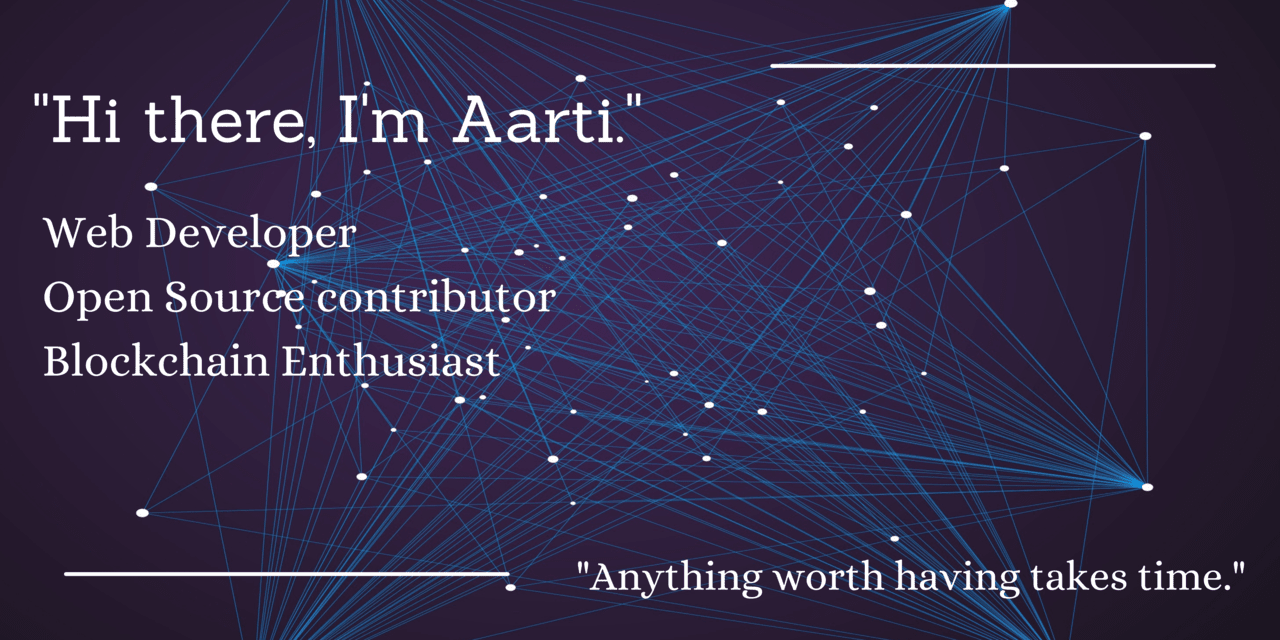 "Hi there, I'm Aarti."
Web Developer
Open Source contributor
Blockchain Enthusiast
"Anything worth having takes time."